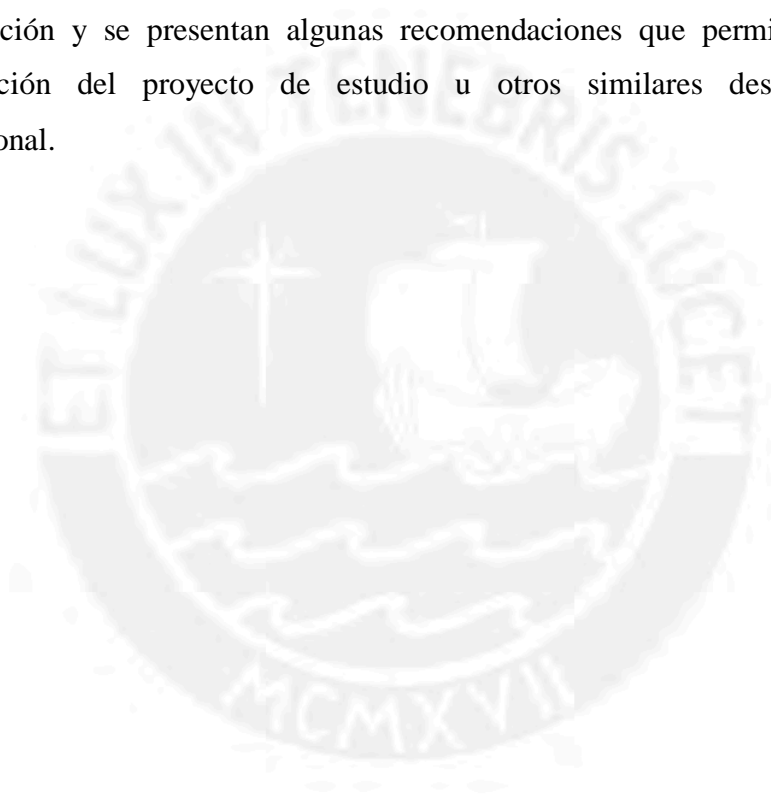 ción y se presentan algunas recomendaciones que permi
ción del proyecto de estudio u otros similares des
onal.
ET LUX IN TENEBRIS LUCET
MCMXVII